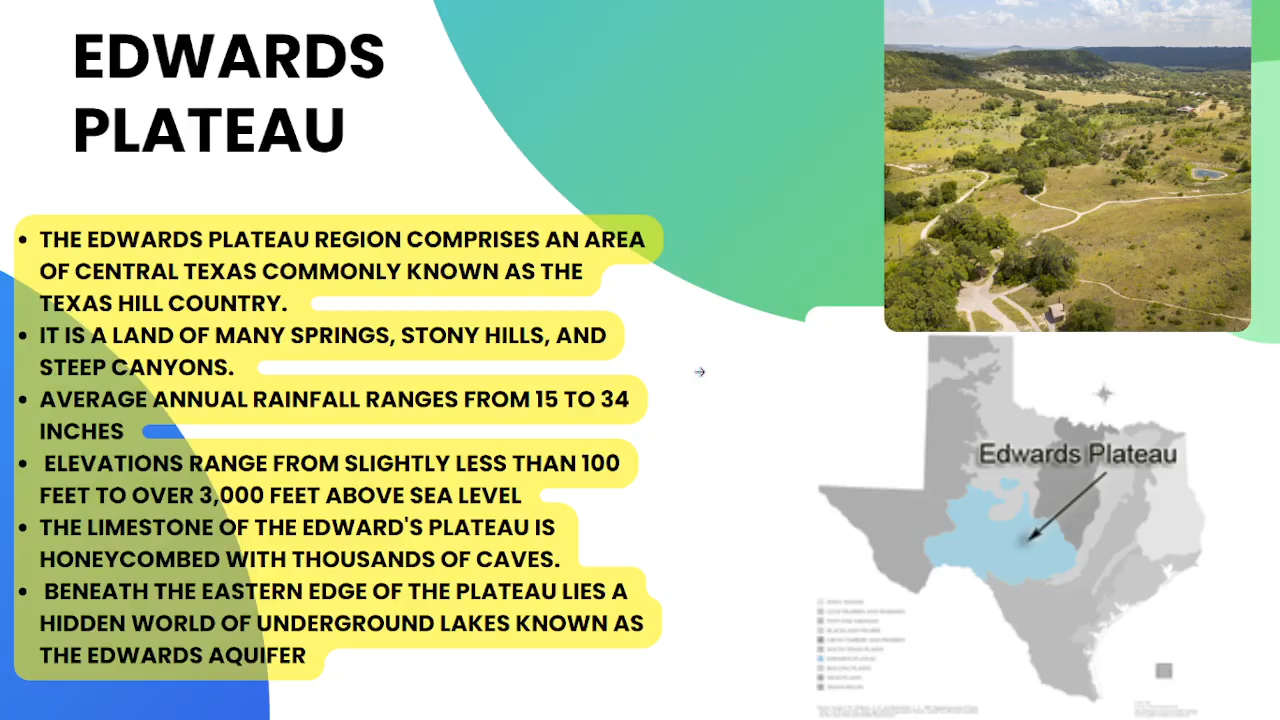 EDWARDS
PLATEAU
• THE EDWARDS PLATEAU REGION COMPRISES AN AREA
OF CENTRAL TEXAS COMMONLY KNOWN AS THE
TEXAS HILL COUNTRY.
• IT IS A LAND OF MANY SPRINGS, STONY HILLS, AND
STEEP CANYONS.
• AVERAGE ANNUAL RAINFALL RANGES FROM 15 TO 34
INCHES
• ELEVATIONS RANGE FROM SLIGHTLY LESS THAN 100
FEET TO OVER 3,000 FEET ABOVE SEA LEVEL
• THE LIMESTONE OF THE EDWARD'S PLATEAU IS
HONEYCOMBED WITH THOUSANDS OF CAVES.
• BENEATH THE EASTERN EDGE OF THE PLATEAU LIES A
HIDDEN WORLD OF UNDERGROUND LAKES KNOWN AS
THE EDWARDS AQUIFER
Edwards Plateau